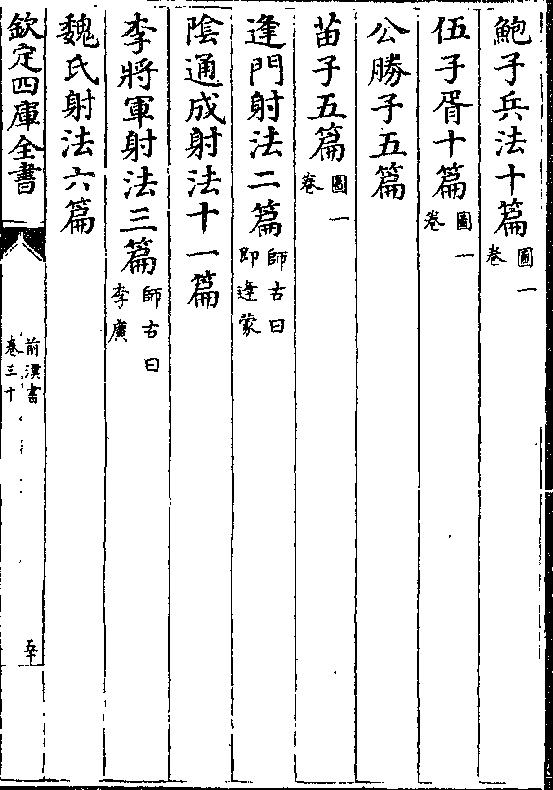 鮑子兵法十篇圖一卷
伍子胥十篇圖一卷
公勝子五篇
苗子五篇圖一卷
逢門射法二篇師古曰即逢蒙
陰通成射法十一篇
李將軍射法三篇師古曰李廣
魏氏射法六篇
欽定四庫全書
前漢書
卷三十